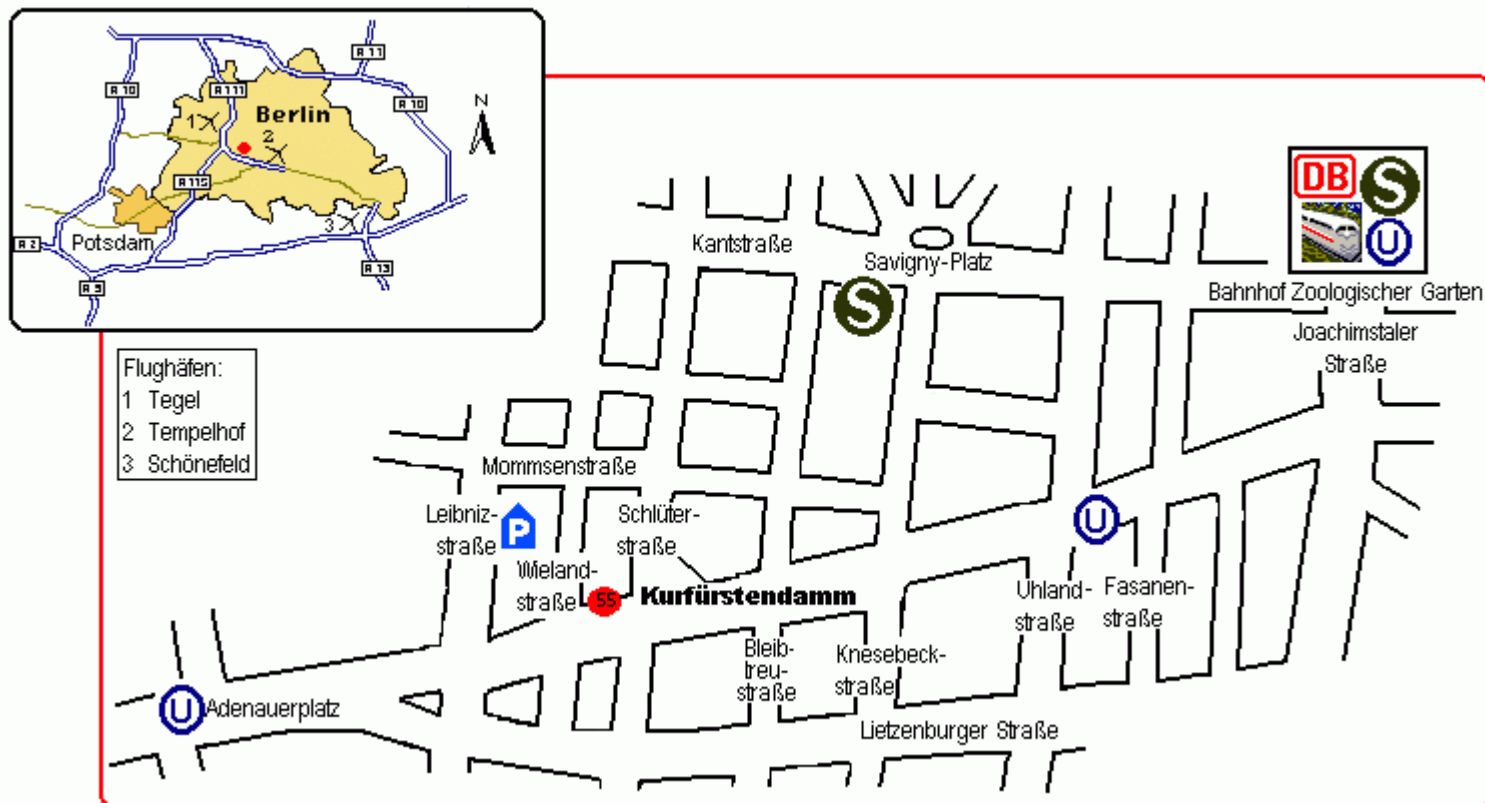 R 11
R 10
R 111
R 10
Berlin
N
1
2
R 115
3
Potsdam
R 2
R 13
R 9
DB
S
U
Kantstraße
Savigny-Platz
S
Bahnhof Zoologischer Garten
Joachimstaler
Straße
Flughäfen:
1 Tegel
2 Tempelhof
3 Schönefeld
Mommsenstraße
Leibniz-
straße
P
Schlüter-
straße
U
Wieland-
straße
55
Kurfürstendamm
Uhland-
straße
Fasanen-
straße
Bleib-
treu-
straße
Knesebeck-
straße
U
Adenauerplatz
Lietzenburger Straße